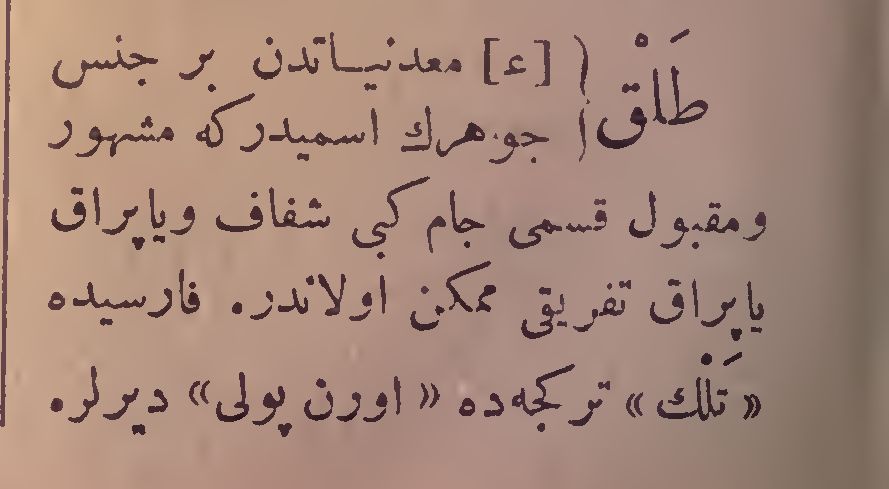 طَلْق ( [ع] معدنیاتدن بر جنس
( جوهرك اسمیدر كه مشهور
ومقبول قسمی جام كبی شفاف ویاپراق
یاپراق تفریقی ممكن اولاندر. فارسیده
«تَلْك» تركجه‌ده «اورن پولی» دیرلر.